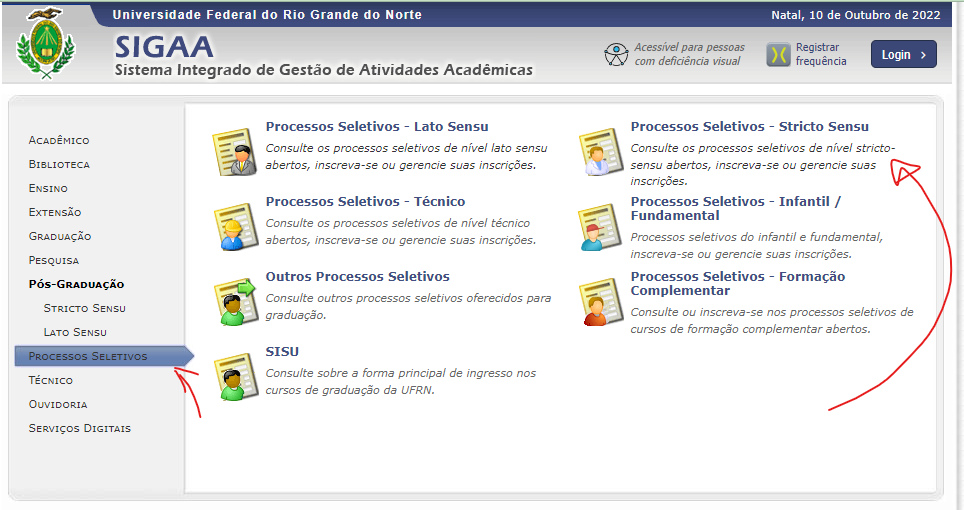 Universidade Federal do Rio Grande do Norte
Natal, 10 de Outubro de 2022
SIGAA
Sistema Integrado de Gestão de Atividades Acadêmicas
Acessível para pessoas
com deficiência visual
Registrar
frequência
Login ›
Acadêmico
Biblioteca
Ensino
Extensão
Graduação
Pesquisa
Pós-Graduação
Stricto Sensu
Lato Sensu
Processos Seletivos
Técnico
Ouvidoria
Serviços Digitais
Processos Seletivos - Lato Sensu
Consulte os processos seletivos de nível lato sensu
abertos, inscreva-se ou gerencie suas inscrições.
Processos Seletivos - Stricto Sensu
Consulte os processos seletivos de nível stricto-
sensu abertos, inscreva-se ou gerencie suas
inscrições.
Processos Seletivos - Técnico
Consulte os processos seletivos de nível técnico
abertos, inscreva-se ou gerencie suas inscrições.
Processos Seletivos - Infantil /
Fundamental
Processos seletivos do infantil e fundamental,
inscreva-se ou gerencie suas inscrições.
Outros Processos Seletivos
Consulte outros processos seletivos oferecidos para
graduação.
Processos Seletivos - Formação
Complementar
Consulte ou inscreva-se nos processos seletivos de
cursos de formação complementar abertos.
SISU
Consulte sobre a forma principal de ingresso nos
cursos de graduação da UFRN.